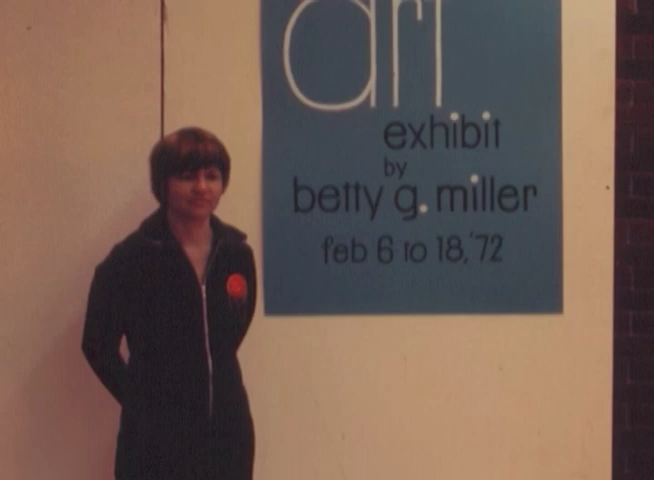 art
exhibit
by
betty g. miller
feb 6 to 18, '72